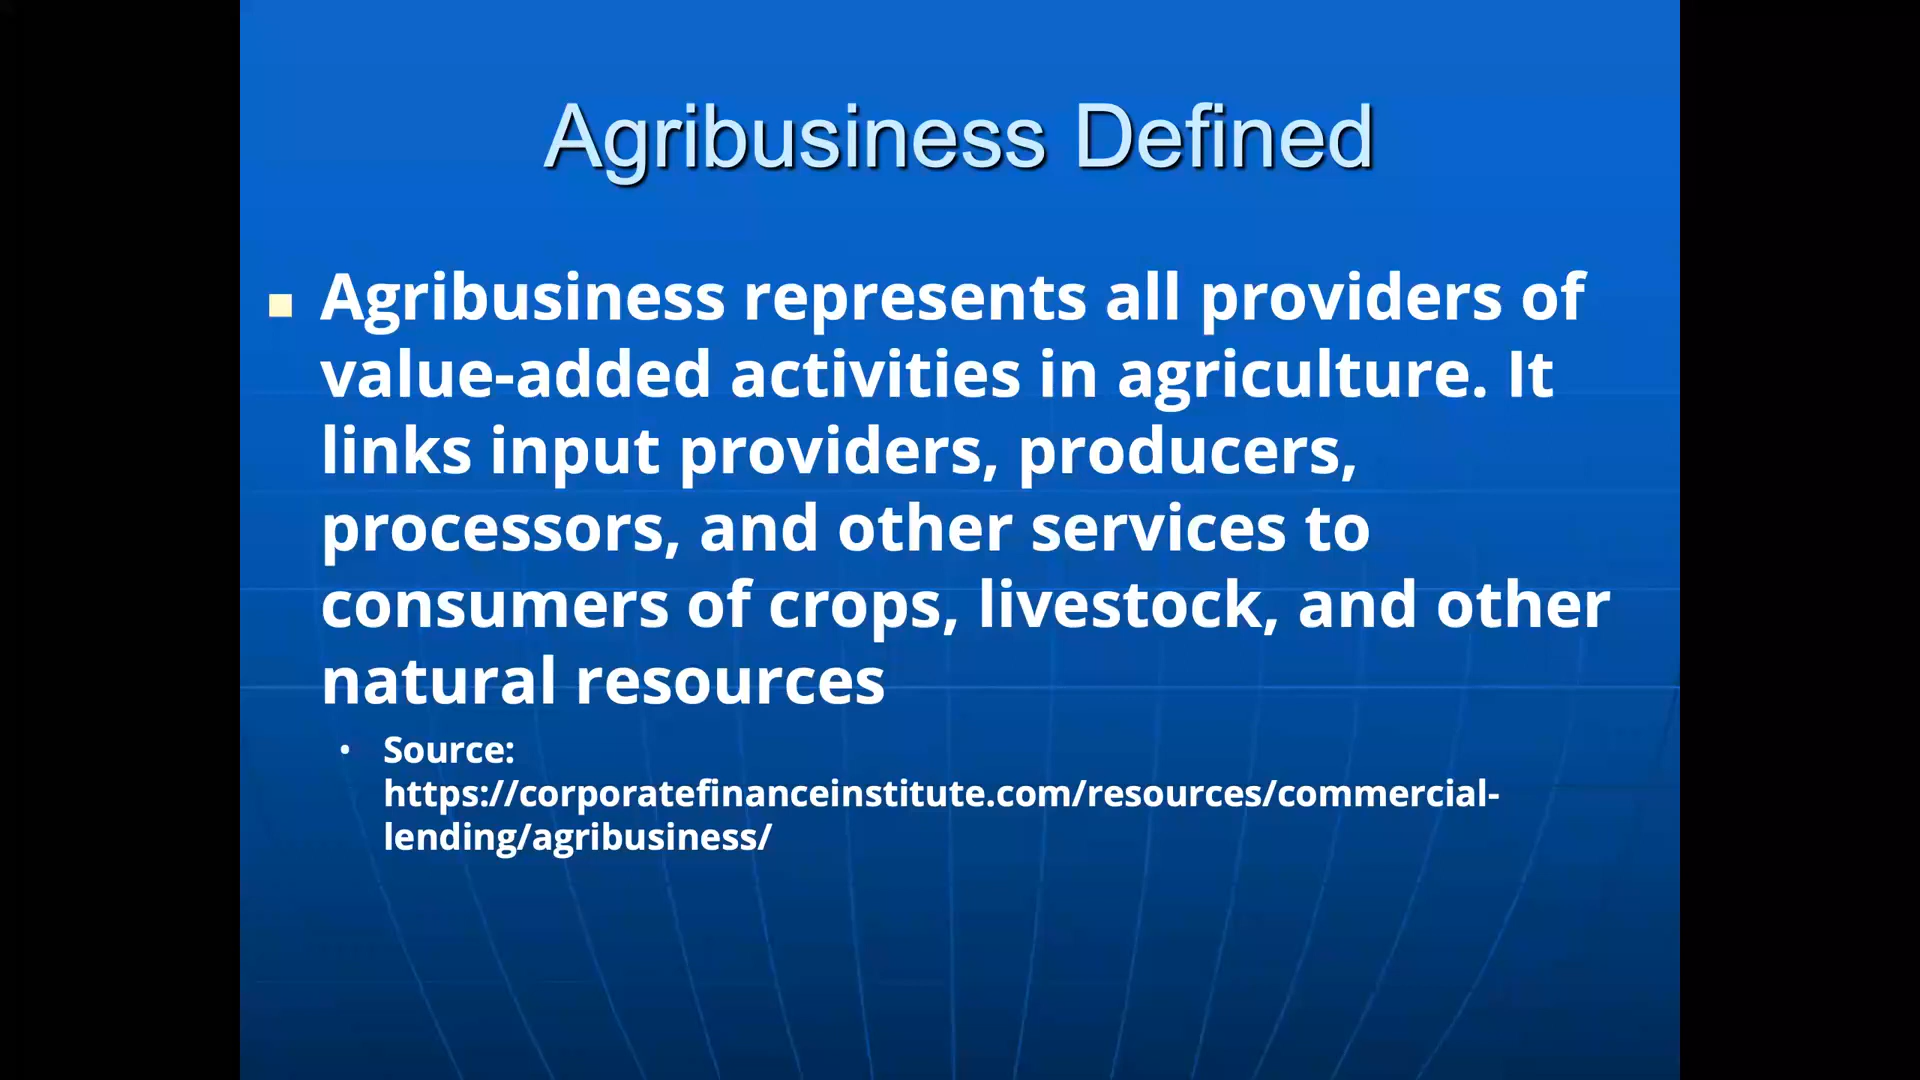 Agribusiness Defined
Agribusiness represents all providers of
value-added activities in agriculture. It
links input providers, producers,
processors, and other services to
consumers of crops, livestock, and other
natural resources
• Source:
https://corporatefinanceinstitute.com/resources/commercial-
lending/agribusiness/